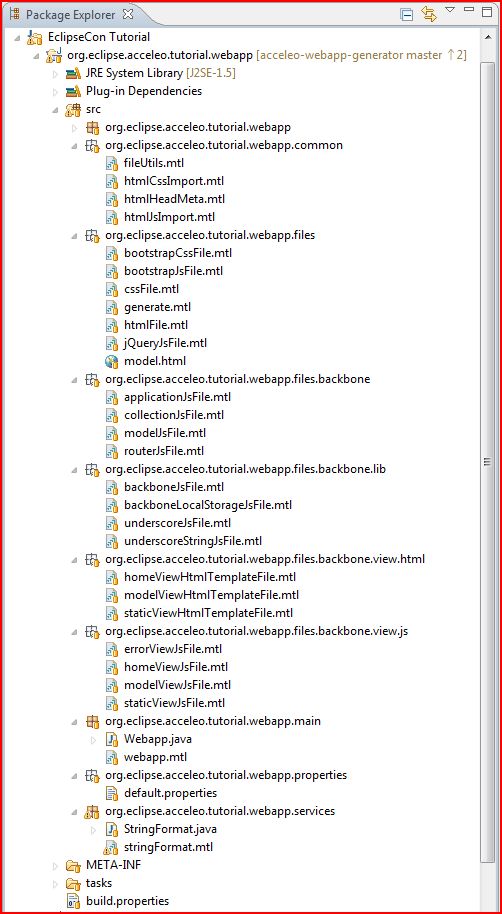 Package Explorer
EclipseCon Tutorial
org.eclipse.acceleo.tutorial.webapp [acceleo-webapp-generator master ↑2]
JRE System Library [J2SE-1.5]
Plug-in Dependencies
src
org.eclipse.acceleo.tutorial.webapp
org.eclipse.acceleo.tutorial.webapp.common
fileUtils.mtl
htmlCssImport.mtl
htmlHeadMeta.mtl
htmlJsImport.mtl
org.eclipse.acceleo.tutorial.webapp.files
bootstrapCssFile.mtl
bootstrapJsFile.mtl
cssFile.mtl
generate.mtl
htmlFile.mtl
jQueryJsFile.mtl
model.html
org.eclipse.acceleo.tutorial.webapp.files.backbone
applicationJsFile.mtl
collectionJsFile.mtl
modelJsFile.mtl
routerJsFile.mtl
org.eclipse.acceleo.tutorial.webapp.files.backbone.lib
backboneJsFile.mtl
backboneLocalStorageJsFile.mtl
underscoreJsFile.mtl
underscoreStringJsFile.mtl
org.eclipse.acceleo.tutorial.webapp.files.backbone.view.html
homeViewHtmlTemplateFile.mtl
modelViewHtmlTemplateFile.mtl
staticViewHtmlTemplateFile.mtl
org.eclipse.acceleo.tutorial.webapp.files.backbone.view.js
errorViewJsFile.mtl
homeViewJsFile.mtl
modelViewJsFile.mtl
staticViewJsFile.mtl
org.eclipse.acceleo.tutorial.webapp.main
Webapp.java
webapp.mtl
org.eclipse.acceleo.tutorial.webapp.properties
default.properties
org.eclipse.acceleo.tutorial.webapp.services
StringFormat.java
stringFormat.mtl
META-INF
tasks
build.properties